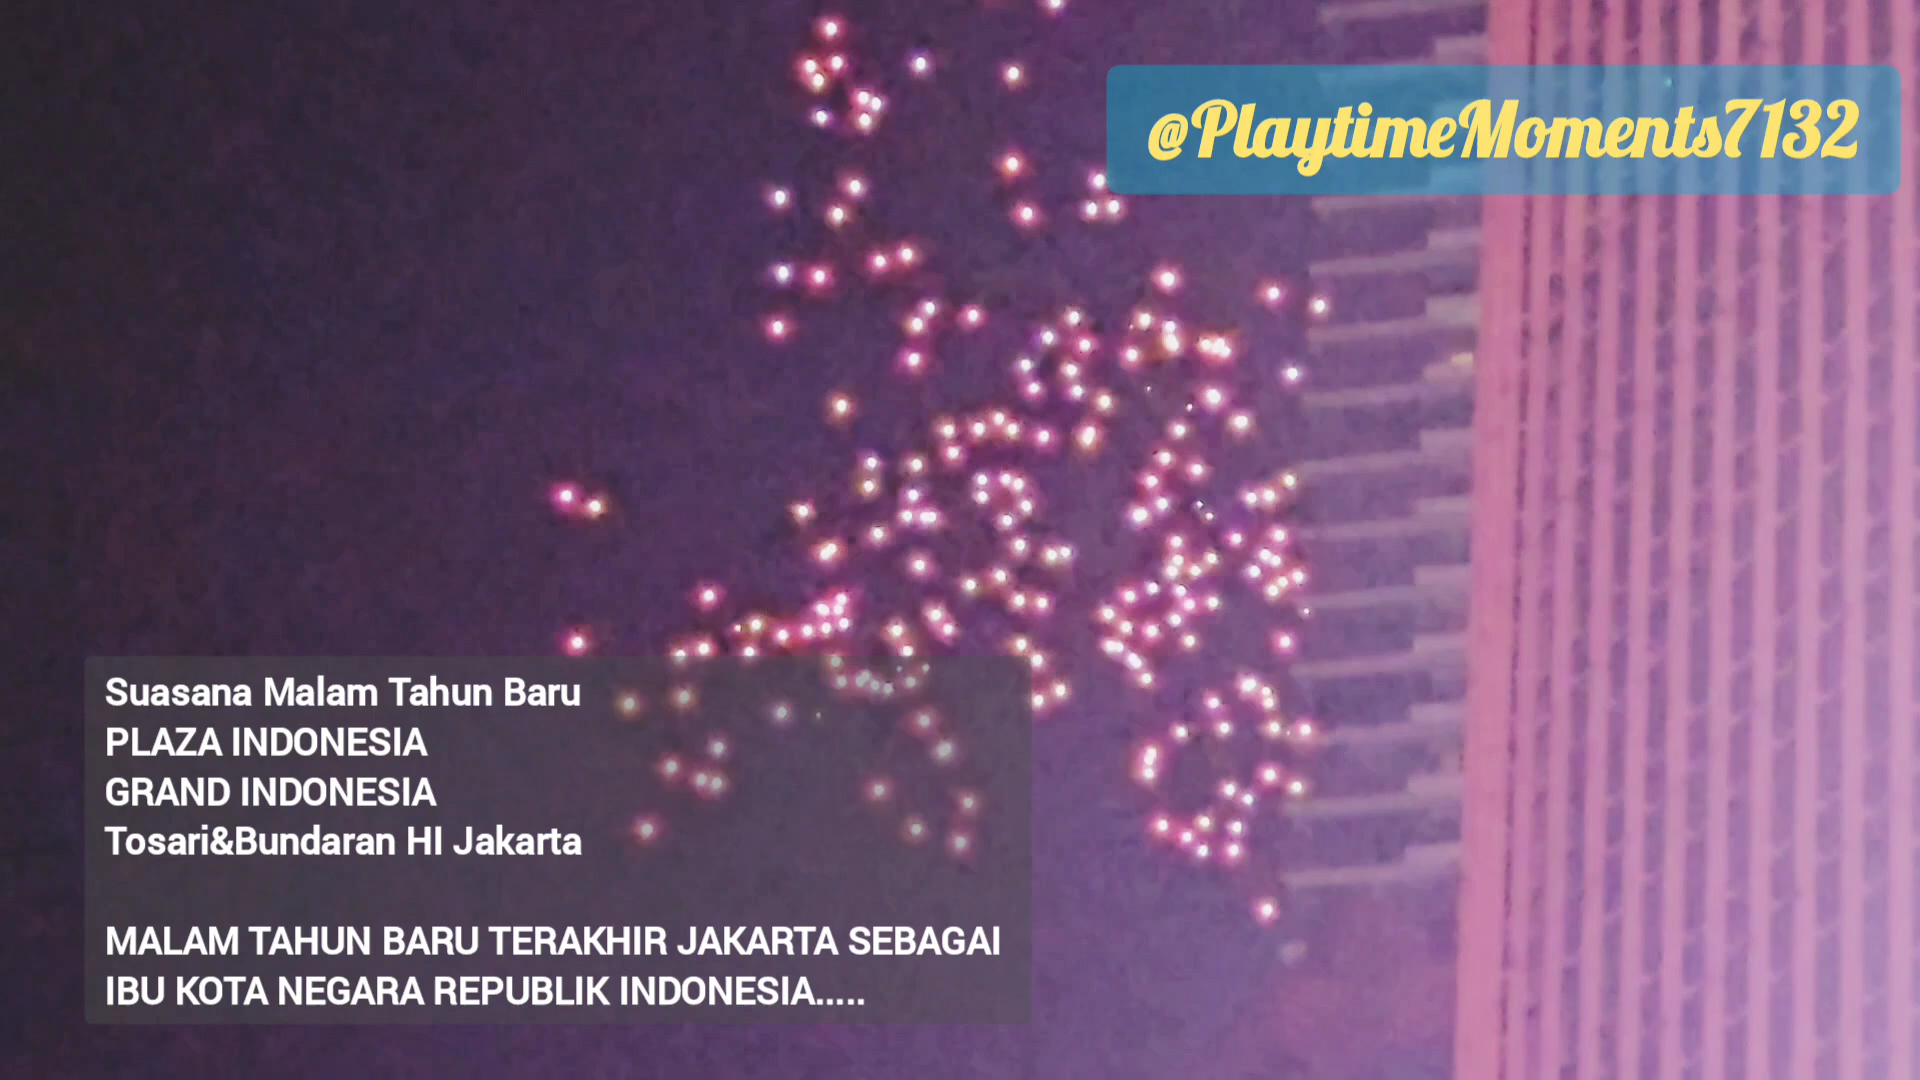 @PlaytimeMoments7132
Suasana Malam Tahun Baru
PLAZA INDONESIA
GRAND INDONESIA
Tosari&Bundaran HI Jakarta
MALAM TAHUN BARU TERAKHIR JAKARTA SEBAGAI
IBU KOTA NEGARA REPUBLIK INDONESIA.....